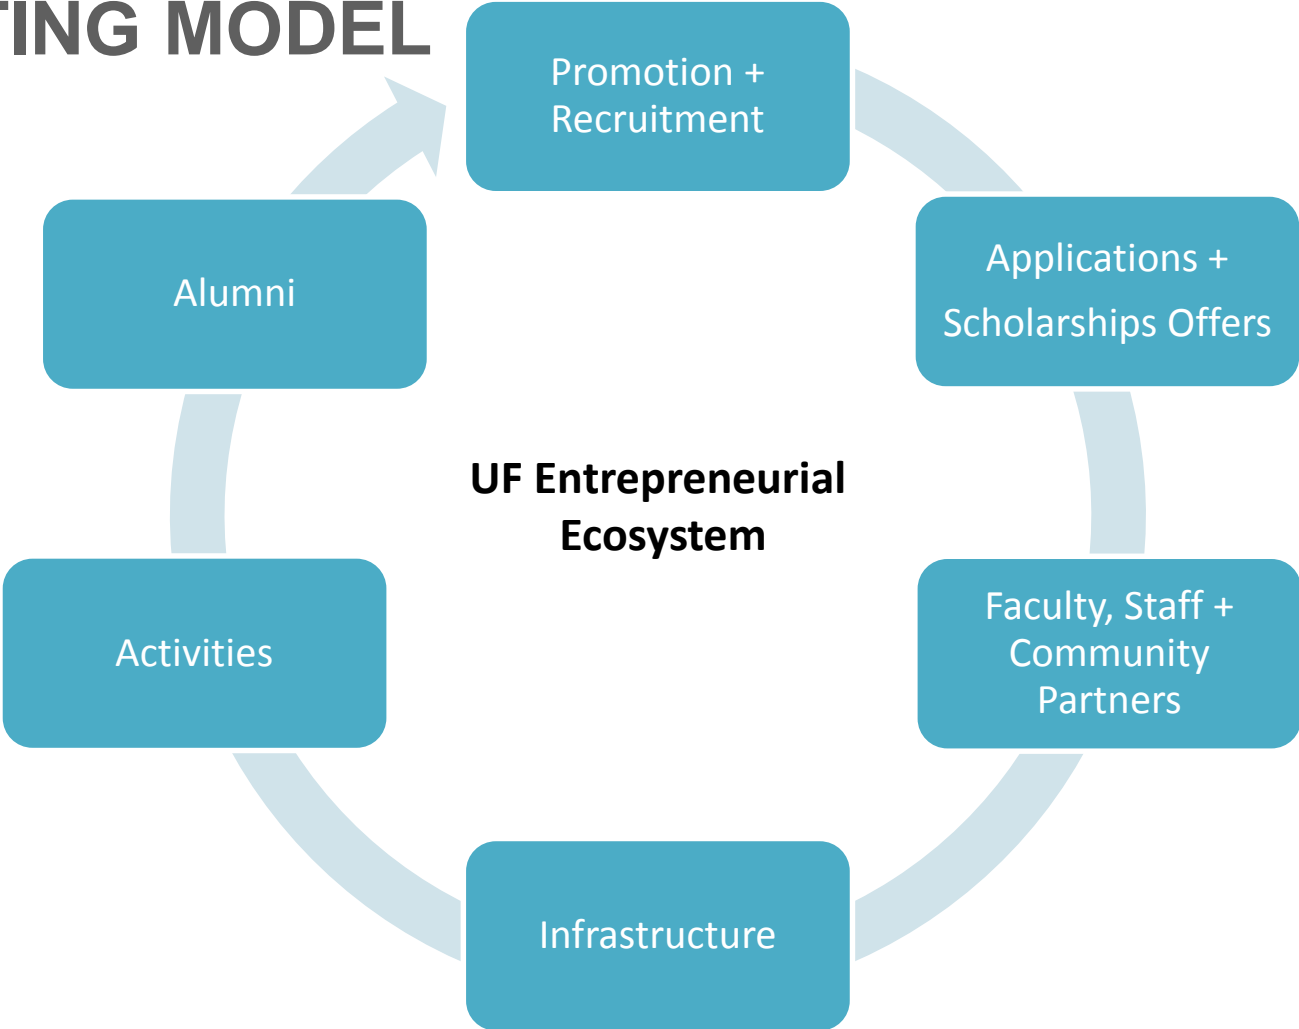 TING MODEL
Promotion +
Recruitment
Applications +
Scholarships Offers
Alumni
UF Entrepreneurial
Ecosystem
Faculty, Staff +
Community
Partners
Activities
Infrastructure